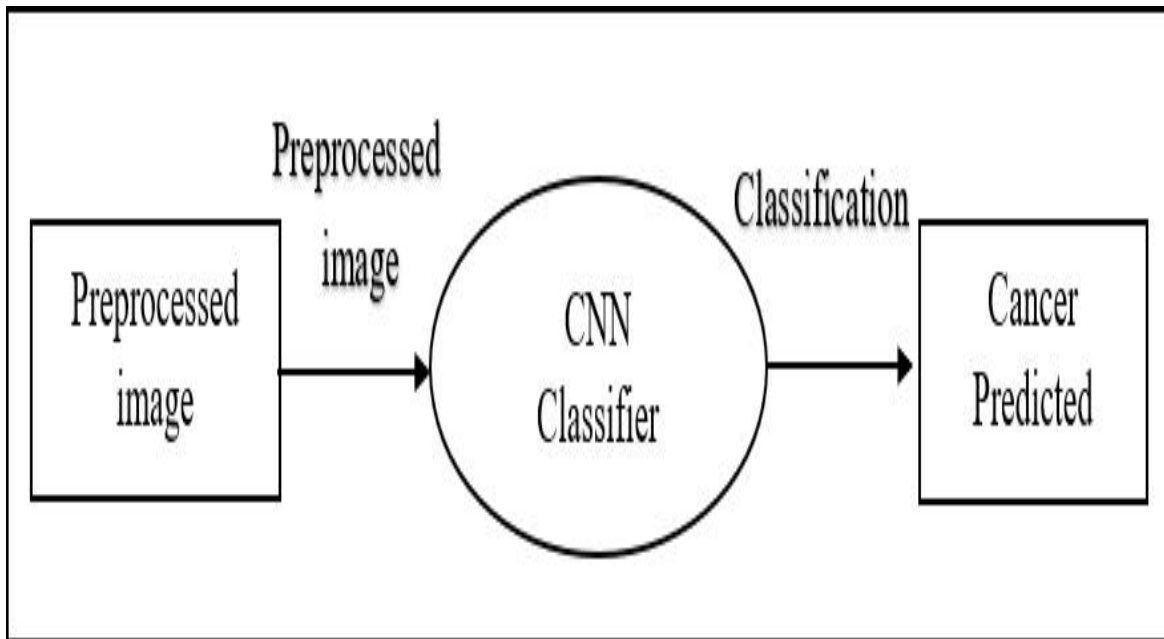 Preprocessed
image
Preprocessed
image
CNN
Classifier
Classification
Cancer
Predicted